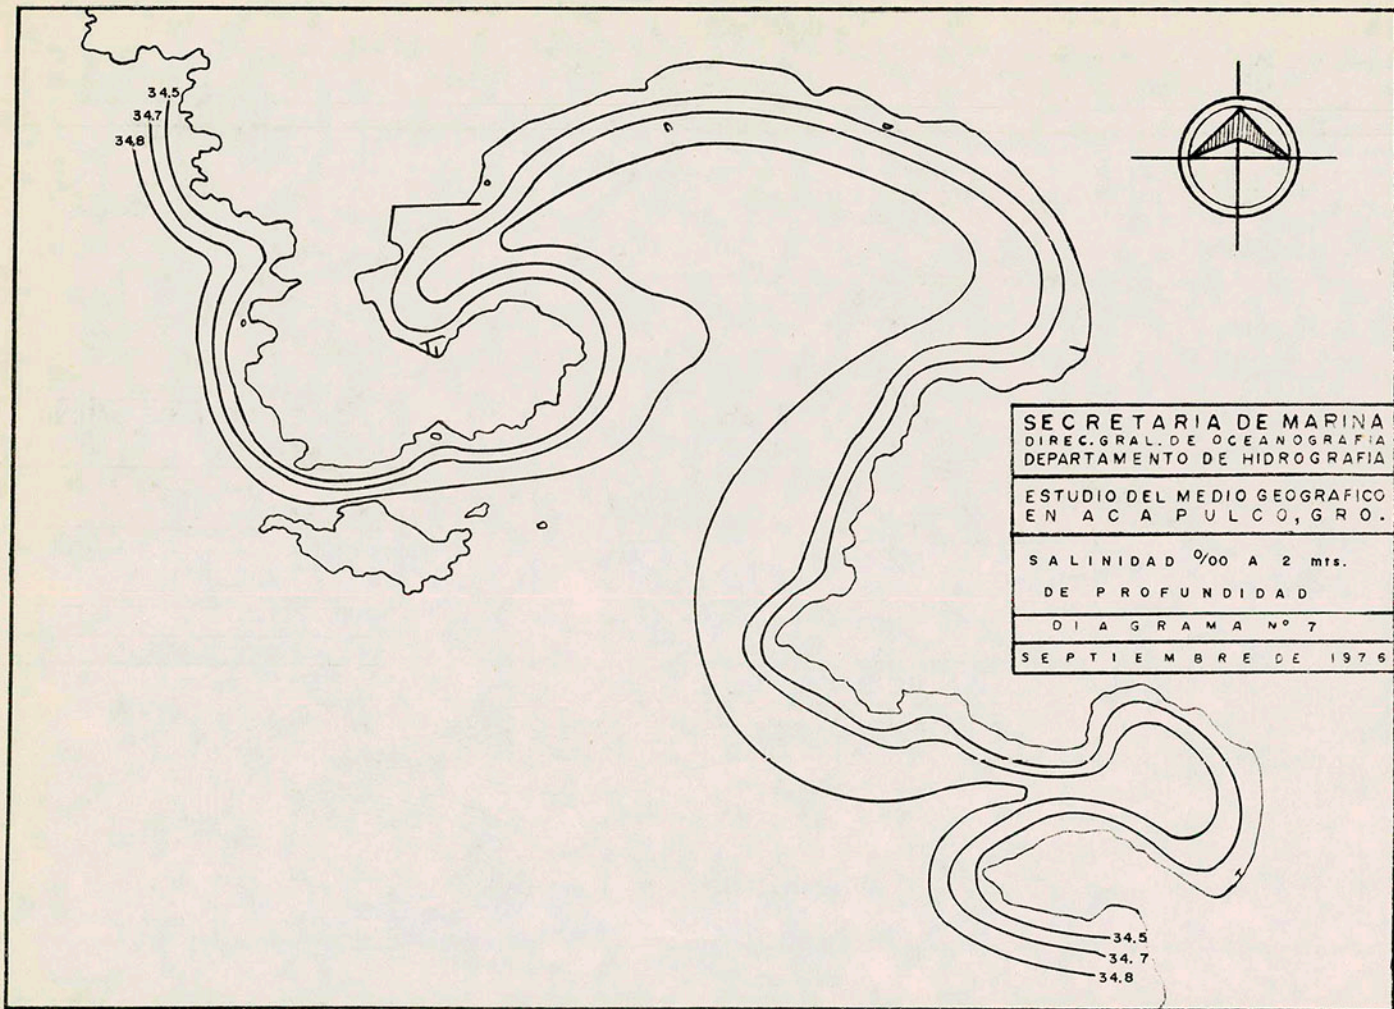 34.5
34.7
34.8
SECRETARIA DE MARINA
DIREC. GRAL. DE OCEANOGRAFIA
DEPARTAMENTO DE HIDROGRAFIA
ESTUDIO DEL MEDIO GEOGRAFICO
EN ACAPULCO, GRO.
SALINIDAD %00 A 2 mts.
DE PROFUNDIDAD
DIAGRAMA Nº 7
SEPTIEMBRE DE 1976
34.5
34.7
34.8